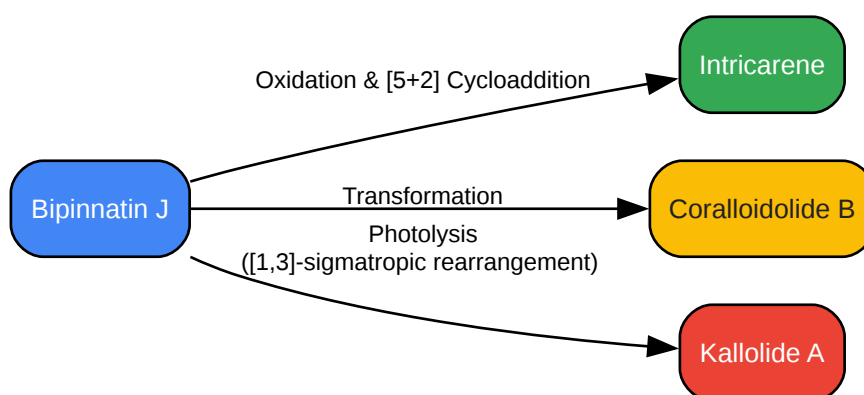 Intricarene
Oxidation & [5+2] Cycloaddition
Bipinnatin J
Transformation
Coralloidolide B
Photolysis
([1,3]-sigmatropic rearrangement)
Kallolide A